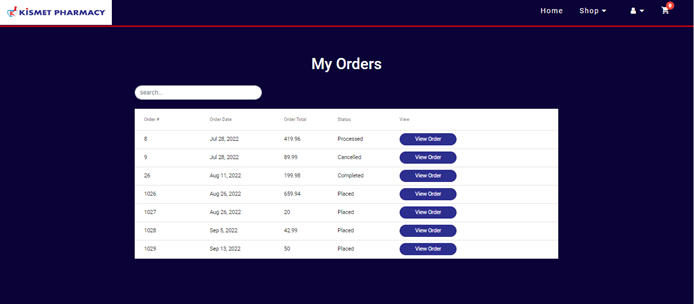 KiSMET PHARMACY
Home Shop 0
My Orders
search...
Order # Order Date Order Total Status View
8 Jul 28, 2022 419.96 Processed View Order
9 Jul 28, 2022 89.99 Cancelled View Order
26 Aug 11, 2022 199.98 Completed View Order
1026 Aug 26, 2022 659.94 Placed View Order
1027 Aug 26, 2022 20 Placed View Order
1028 Sep 5, 2022 42.99 Placed View Order
1029 Sep 13, 2022 50 Placed View Order